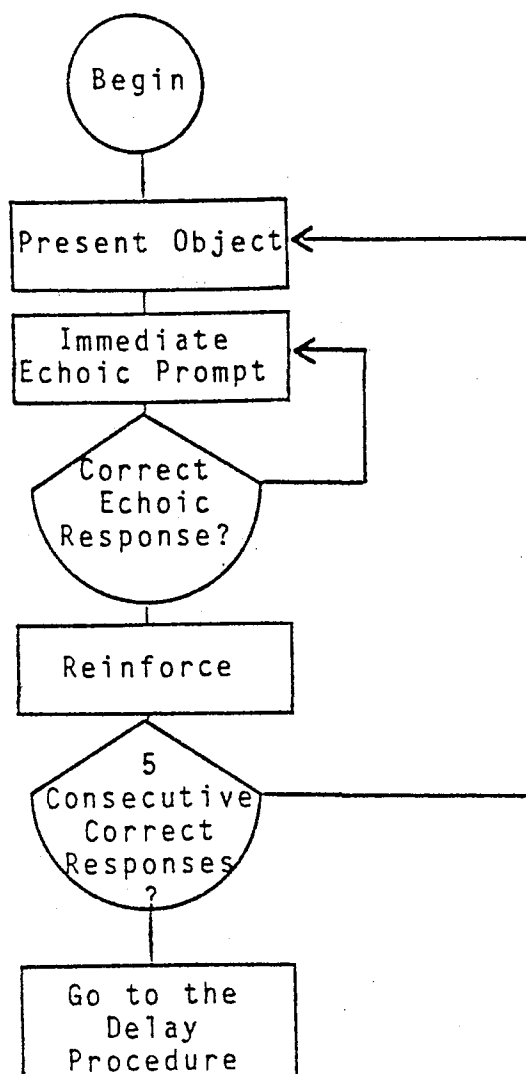 Begin
Present Object
Immediate
Echoic Prompt
Correct
Echoic
Response?
Reinforce
5
Consecutive
Correct
Responses
?
Go to the
Delay
Procedure